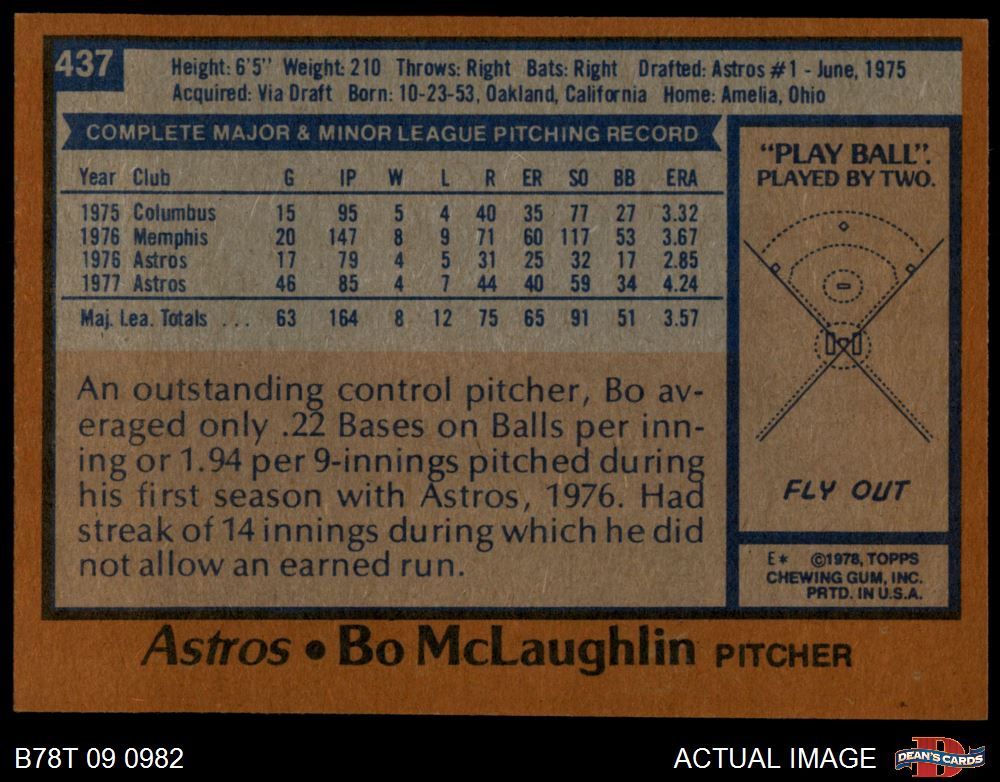 437
Height: 6'5" Weight: 210 Throws: Right Bats: Right Drafted: Astros #1 - June, 1975
Acquired: Via Draft Born: 10-23-53, Oakland, California Home: Amelia, Ohio
COMPLETE MAJOR & MINOR LEAGUE PITCHING RECORD
Year Club G IP W L R ER SO BB ERA
1975 Columbus 15 95 5 4 40 35 77 27 3.32
1976 Memphis 20 147 8 9 71 60 117 53 3.67
1976 Astros 17 79 4 5 31 25 32 17 2.85
1977 Astros 46 85 4 7 44 40 59 34 4.24
Maj. Lea. Totals ... 63 164 8 12 75 65 91 51 3.57
An outstanding control pitcher, Bo av-
eraged only .22 Bases on Balls per inn-
ing or 1.94 per 9-innings pitched during
his first season with Astros, 1976. Had
streak of 14 innings during which he did
not allow an earned run.
"PLAY BALL".
PLAYED BY TWO.
FLY OUT
E* ©1978, TOPPS
CHEWING GUM, INC.
PRTD. IN U.S.A.
Astros • Bo McLaughlin PITCHER
B78T 09 0982
ACTUAL IMAGE
D
DEAN'S CARDS